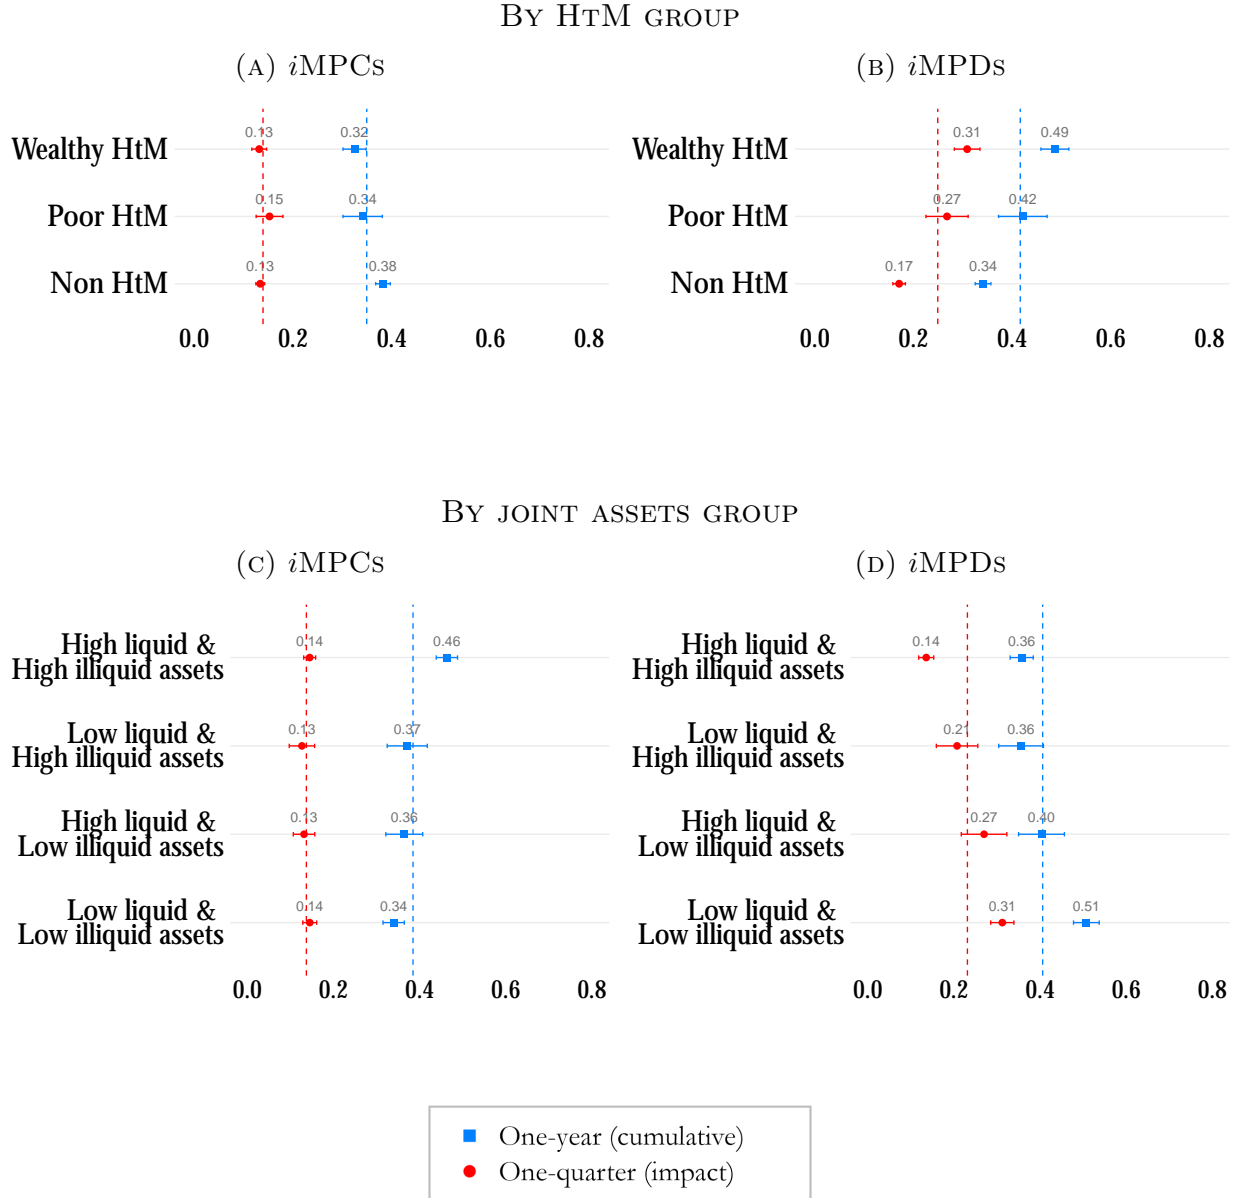 BY HTM GROUP
(A) iMPCs
(B) iMPDs
Wealthy HtM
0.13
0.32
Poor HtM
0.15
0.34
Non HtM
0.13
0.38
0.0 0.2 0.4 0.6 0.8
Wealthy HtM
0.31
0.49
Poor HtM
0.27
0.42
Non HtM
0.17
0.34
0.0 0.2 0.4 0.6 0.8
BY JOINT ASSETS GROUP
(C) iMPCs
(D) iMPDs
High liquid &
High illiquid assets
0.14
0.46
Low liquid &
High illiquid assets
0.13
0.37
High liquid &
Low illiquid assets
0.13
0.36
Low liquid &
Low illiquid assets
0.14
0.34
0.0 0.2 0.4 0.6 0.8
High liquid &
High illiquid assets
0.14
0.36
Low liquid &
High illiquid assets
0.21
0.36
High liquid &
Low illiquid assets
0.27
0.40
Low liquid &
Low illiquid assets
0.31
0.51
0.0 0.2 0.4 0.6 0.8
One-year (cumulative)
One-quarter (impact)